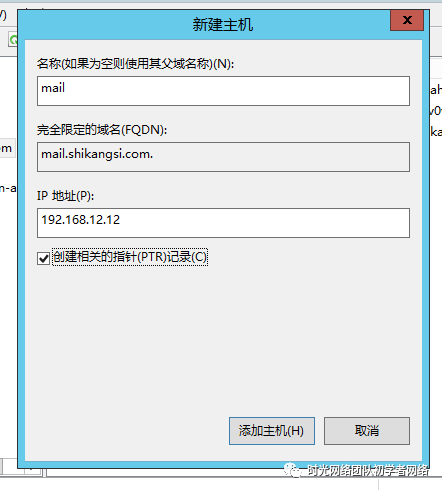 新建主机
x
名称(如果为空则使用其父域名称)(N):
mail
完全限定的域名(FQDN):
mail.shikangsi.com.
IP 地址(P):
192.168.12.12
创建相关的指针(PTR)记录(C)
添加主机(H)
取消
时光网络团队初学者网络